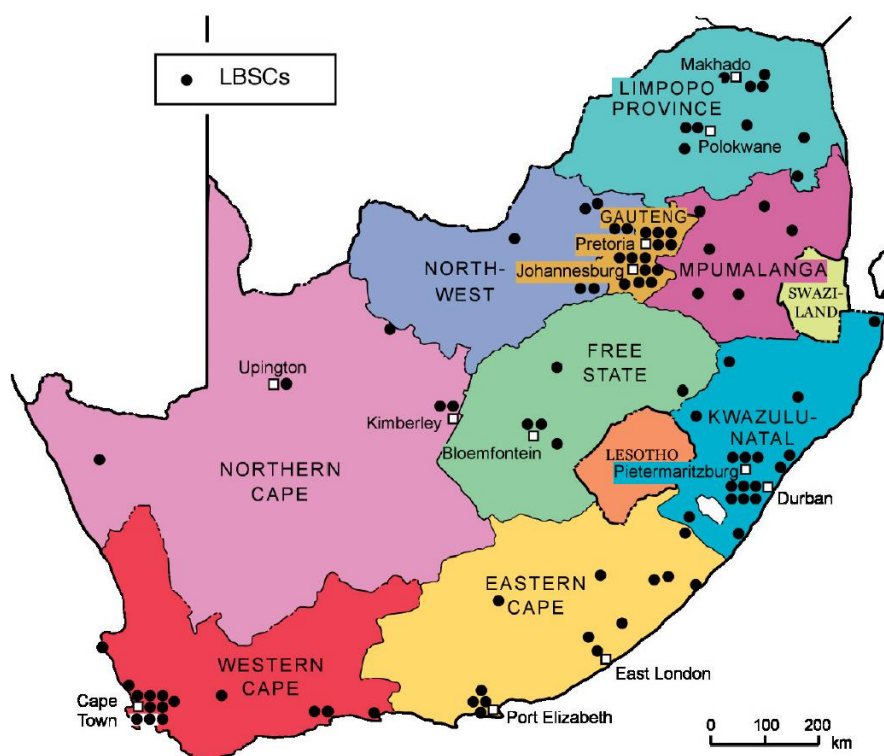 LBSCs
Makhado
LIMPOPO
PROVINCE
Polokwane
GAUTENG
Pretoria
Johannesburg
NORTH-
WEST
MPUMALANGA
SWAZI-
LAND
FREE
STATE
Upington
Kimberley
Bloemfontein
KWAZULU-
NATAL
LESOTHO
Pietermaritzburg
Durban
NORTHERN
CAPE
EASTERN
CAPE
WESTERN
CAPE
East London
Cape
Town
Port Elizabeth
0 100 200
km